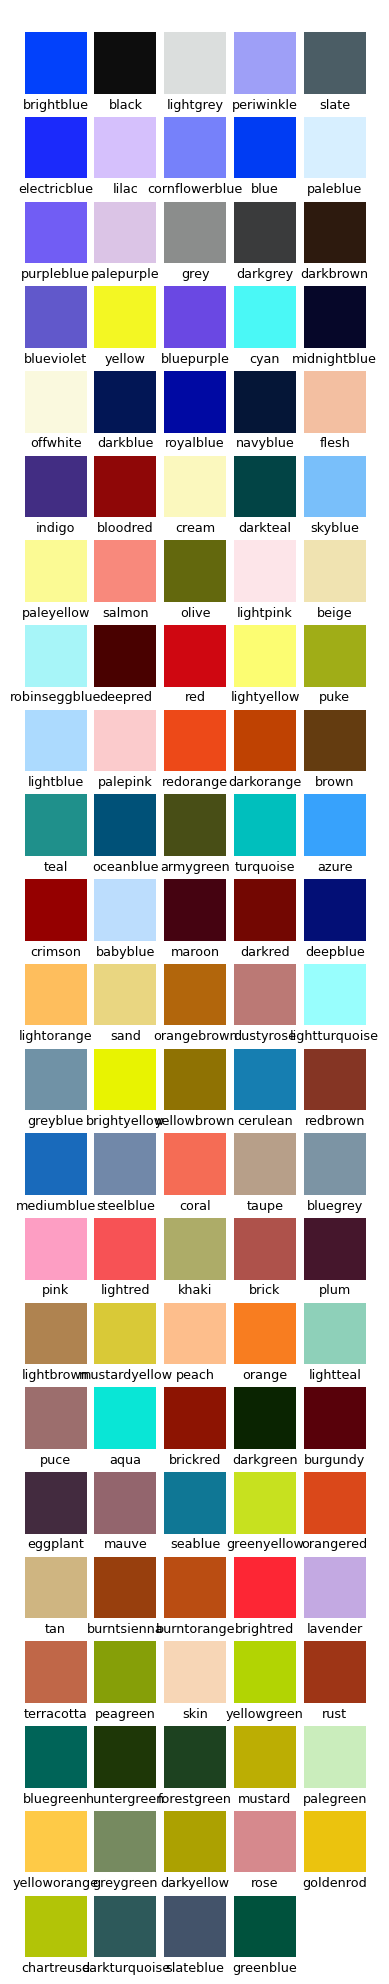 brightblue black lightgrey periwinkle slate
electricblue lilac cornflowerblue blue paleblue
purpleblue palepurple grey darkgrey darkbrown
blueviolet yellow bluepurple cyan midnightblue
offwhite darkblue royalblue navyblue flesh
indigo bloodred cream darkteal skyblue
paleyellow salmon olive lightpink beige
robinseggblue deepred red lightyellow puke
lightblue palepink redorange darkorange brown
teal oceanblue armygreen turquoise azure
crimson babyblue maroon darkred deepblue
lightorange sand orangebrown dustyrose lightturquoise
greyblue brightyellow yellowbrown cerulean redbrown
mediumblue steelblue coral taupe bluegrey
pink lightred khaki brick plum
lightbrown mustardyellow peach orange lightteal
puce aqua brickred darkgreen burgundy
eggplant mauve seablue greenyellow orangered
tan burntsienna burntorange brightred lavender
terracotta peagreen skin yellowgreen rust
bluegreen huntergreen forestgreen mustard palegreen
yelloworange greygreen darkyellow rose goldenrod
chartreuse darkturquoise slateblue greenblue